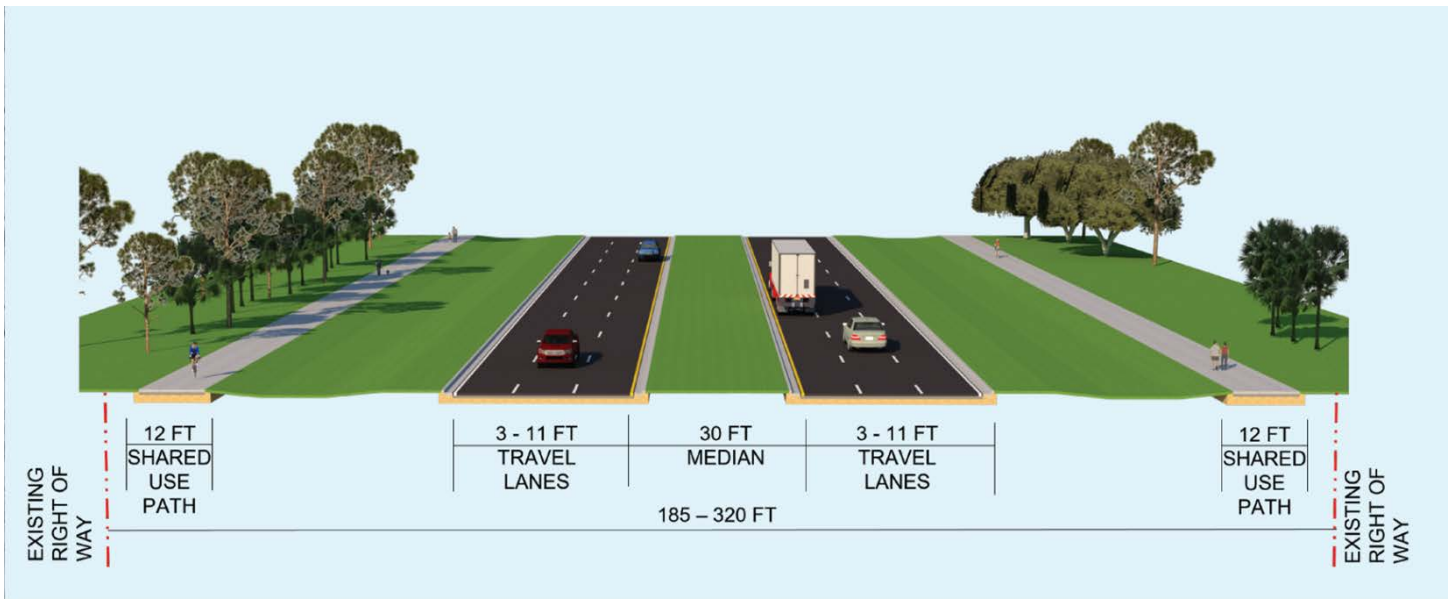 12 FT
SHARED
USE
PATH
3 - 11 FT
TRAVEL
LANES
30 FT
MEDIAN
3 - 11 FT
TRAVEL
LANES
12 FT
SHARED
USE
PATH
185 – 320 FT
EXISTING
RIGHT OF
WAY
EXISTING
RIGHT OF
WAY